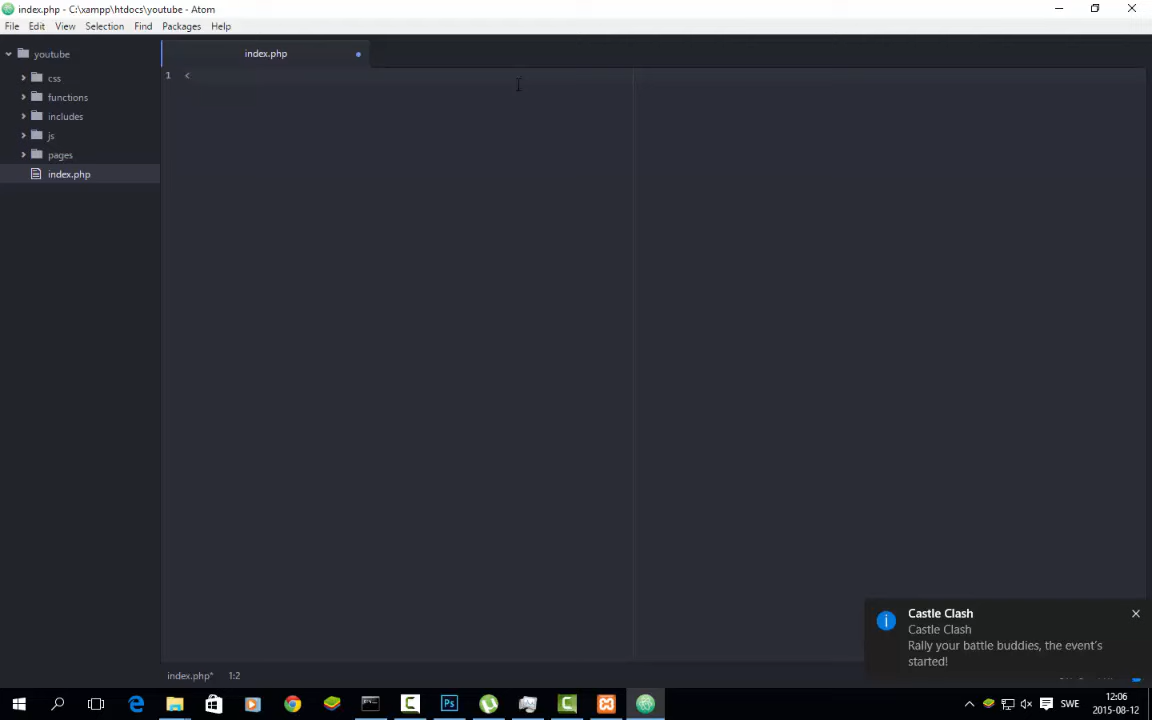 index.php - C:\xampp\htdocs\youtube - Atom
File Edit View Selection Find Packages Help
youtube
css
functions
includes
js
pages
index.php
index.php
1 <
Castle Clash
Castle Clash
Rally your battle buddies, the event's
started!
index.php* 1:2
Ps
SWE
12:06
2015-08-12